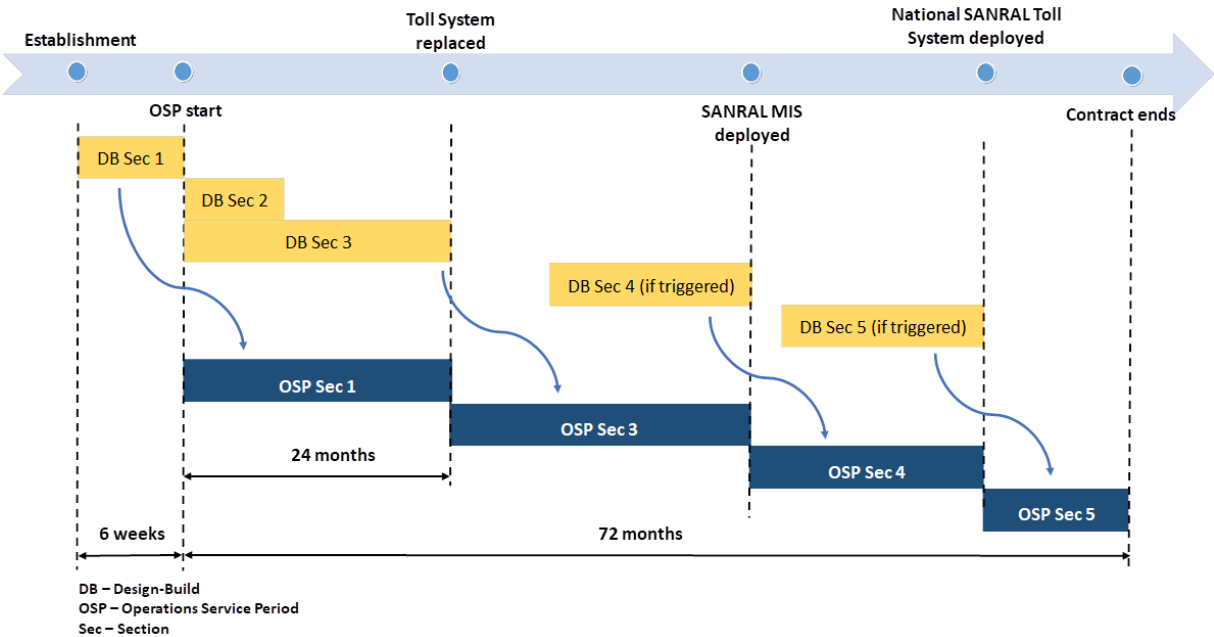 Establishment
Toll System
replaced
National SANRAL Toll
System deployed
OSP start
SANRAL MIS
deployed
Contract ends
DB Sec 1
DB Sec 2
DB Sec 3
DB Sec 4 (if triggered)
DB Sec 5 (if triggered)
OSP Sec 1
OSP Sec 3
24 months
OSP Sec 4
OSP Sec 5
6 weeks
72 months
DB – Design-Build
OSP – Operations Service Period
Sec – Section